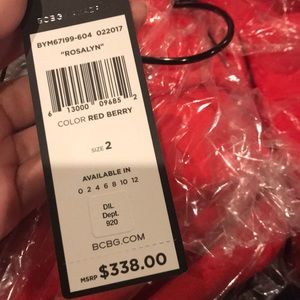 BYM67199-604 022017
"ROSALYN"
6 13000 09685 2
COLOR RED BERRY
SIZE 2
AVAILABLE IN
0 2 4 6 8 10 12
DIL
Dept.
920
BCBG.COM
MSRP $338.00